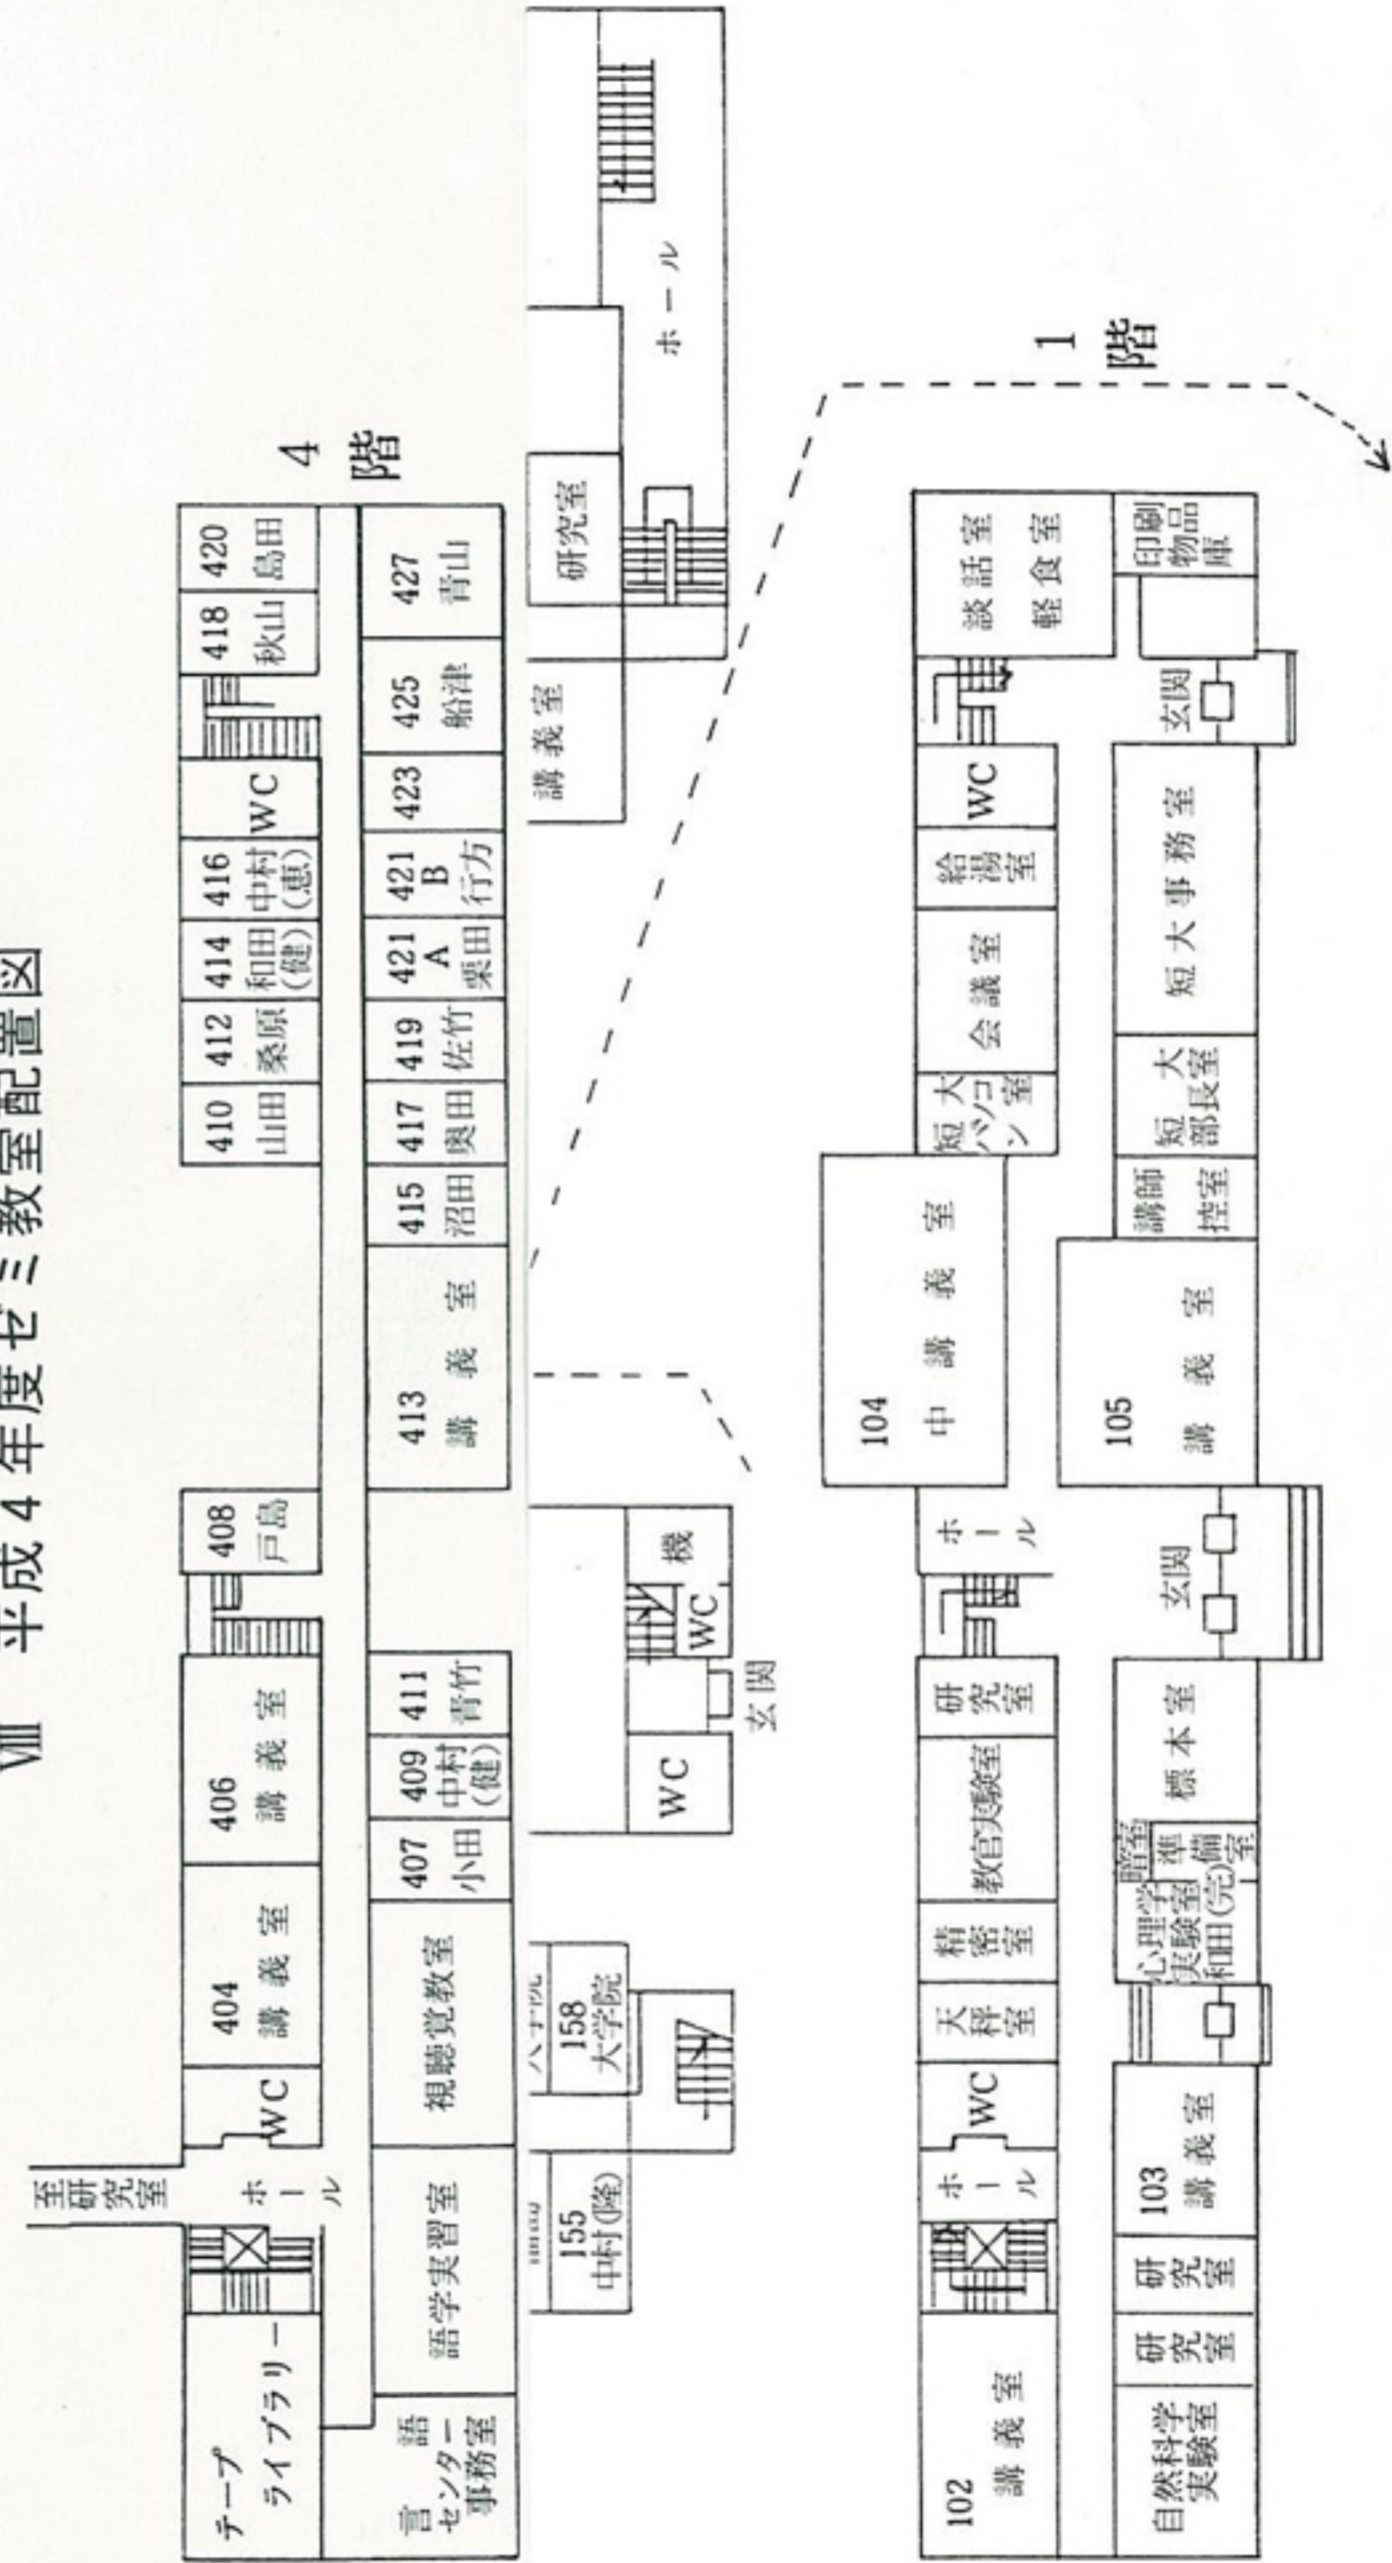 VIII 平成4年度ゼミ教室配置図
4階
至研究室
テープ
ライブラリー
ホール
WC
404
講義室
406
講義室
408
戸島
410
山田
412
桑原
414
和田
(健)
416
中村
(恵)
WC
418
秋山
420
島田
言語
センター
事務室
語学実習室
視聴覚教室
407
小田
409
中村
(健)
411
青竹
413
講義室
415
沼田
417
奥田
419
佐竹
421
A
栗田
421
B
行方
423
425
船津
427
青山
155
中村(隆)
158
大学院
WC
玄関
WC
機
講義室
研究室
ホール
1階
102
講義室
ホール
WC
天秤室
精密室
教官実験室
研究室
ホール
104
中講義室
短大
パソコン室
会議室
給湯室
WC
談話室
軽食室
自然科学
実験室
研究室
研究室
103
講義室
心理学
実験室
和田(完)
暗室
準備室
標本室
玄関
105
講義室
講師
控室
短大
部長室
短大事務室
玄関
印刷
物品
庫